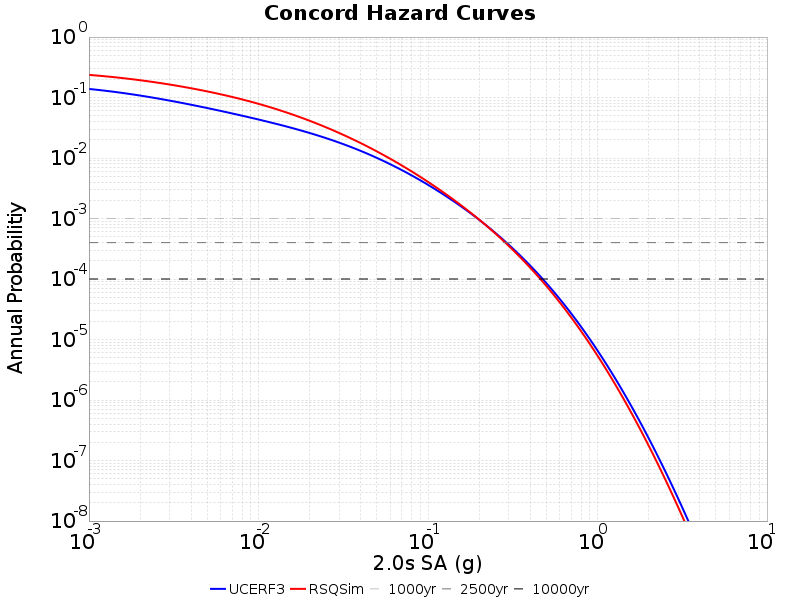 Concord Hazard Curves
10^0
10^-1
10^-2
10^-3
10^-4
10^-5
10^-6
10^-7
10^-8
Annual Probabilitiy
10^-3 10^-2 10^-1 10^0 10^1
2.0s SA (g)
UCERF3 RSQSim 1000yr 2500yr 10000yr